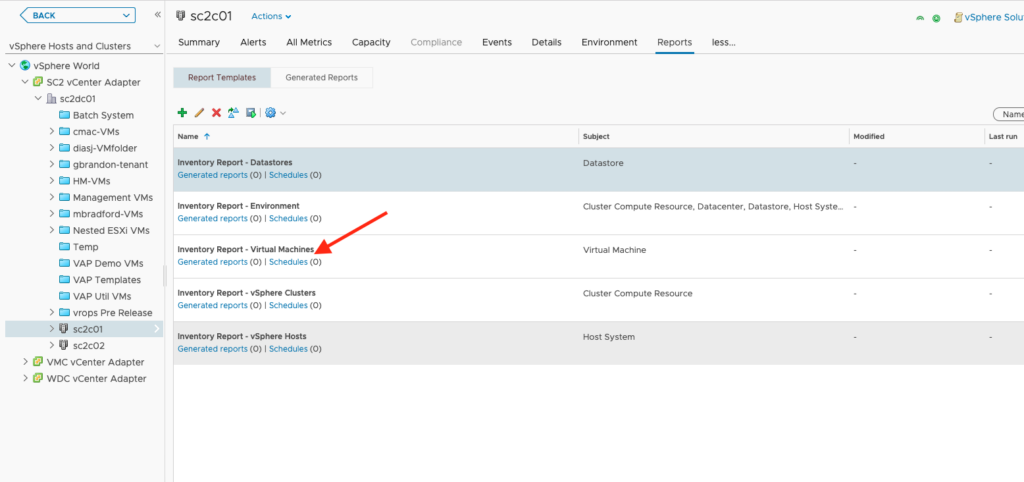 BACK
«
sc2c01
Actions
vSphere Solu
vSphere Hosts and Clusters
Summary Alerts All Metrics Capacity Compliance Events Details Environment Reports less...
vSphere World
SC2 vCenter Adapter
sc2dc01
Batch System
cmac-VMs
diasj-VMfolder
gbrandon-tenant
HM-VMs
Management VMs
mbradford-VMs
Nested ESXi VMs
Temp
VAP Demo VMs
VAP Templates
VAP Util VMs
vrops Pre Release
sc2c01
sc2c02
VMC vCenter Adapter
WDC vCenter Adapter
Report Templates Generated Reports
Name
Name Subject Modified Last run
Inventory Report - Datastores Datastore - -
Generated reports (0) | Schedules (0)
Inventory Report - Environment Cluster Compute Resource, Datacenter, Datastore, Host Syste... - -
Generated reports (0) | Schedules (0)
Inventory Report - Virtual Machines Virtual Machine - -
Generated reports (0) | Schedules (0)
Inventory Report - vSphere Clusters Cluster Compute Resource - -
Generated reports (0) | Schedules (0)
Inventory Report - vSphere Hosts Host System - -
Generated reports (0) | Schedules (0)